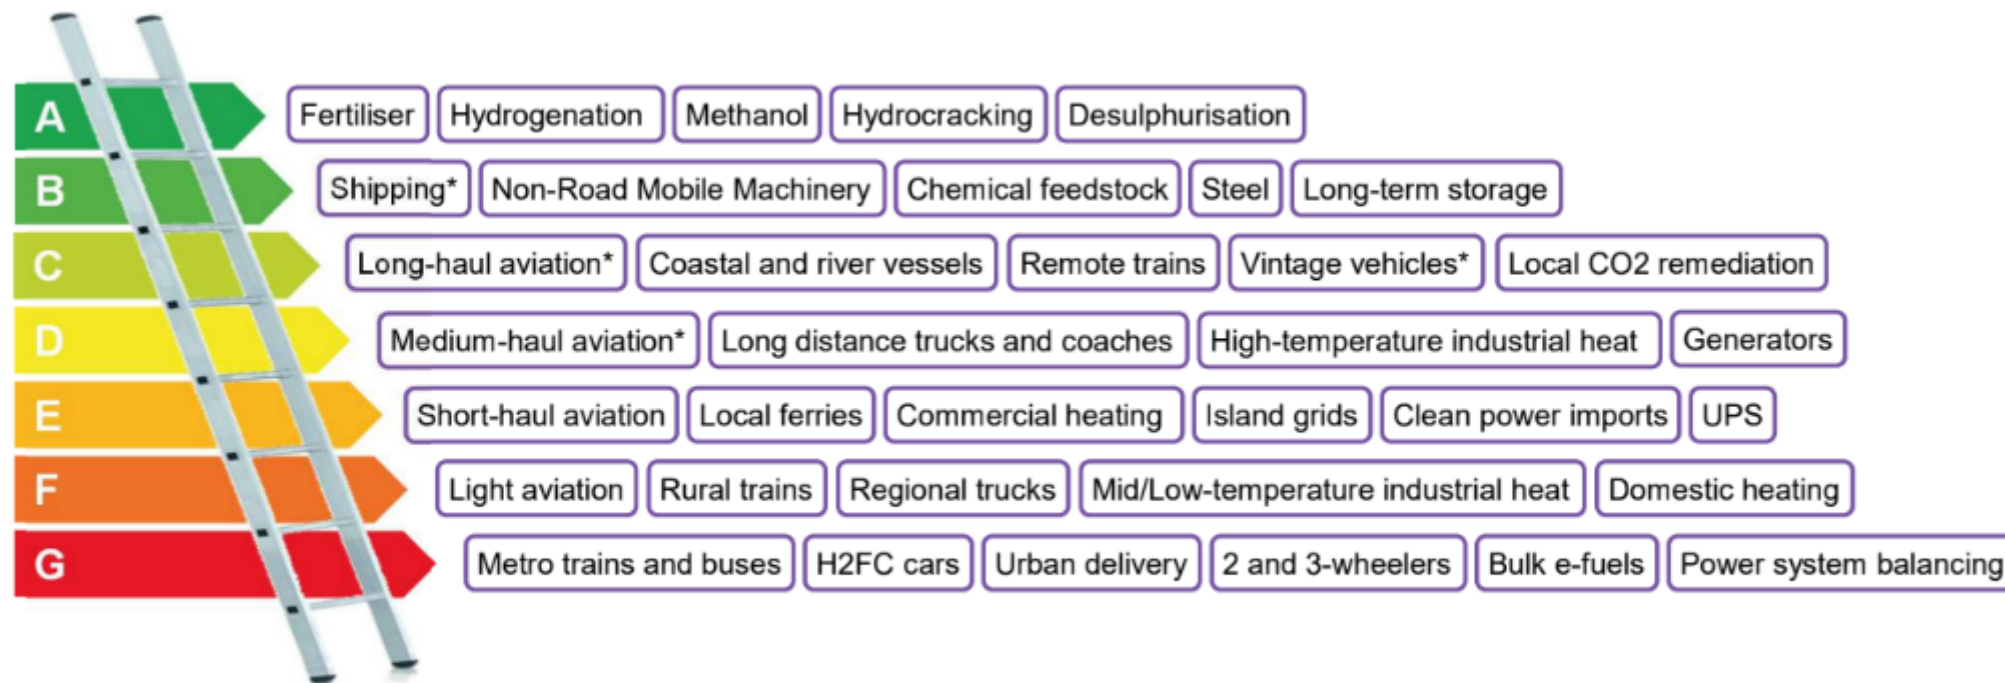 A Fertiliser Hydrogenation Methanol Hydrocracking Desulphurisation
B Shipping* Non-Road Mobile Machinery Chemical feedstock Steel Long-term storage
C Long-haul aviation* Coastal and river vessels Remote trains Vintage vehicles* Local CO2 remediation
D Medium-haul aviation* Long distance trucks and coaches High-temperature industrial heat Generators
E Short-haul aviation Local ferries Commercial heating Island grids Clean power imports UPS
F Light aviation Rural trains Regional trucks Mid/Low-temperature industrial heat Domestic heating
G Metro trains and buses H2FC cars Urban delivery 2 and 3-wheelers Bulk e-fuels Power system balancing